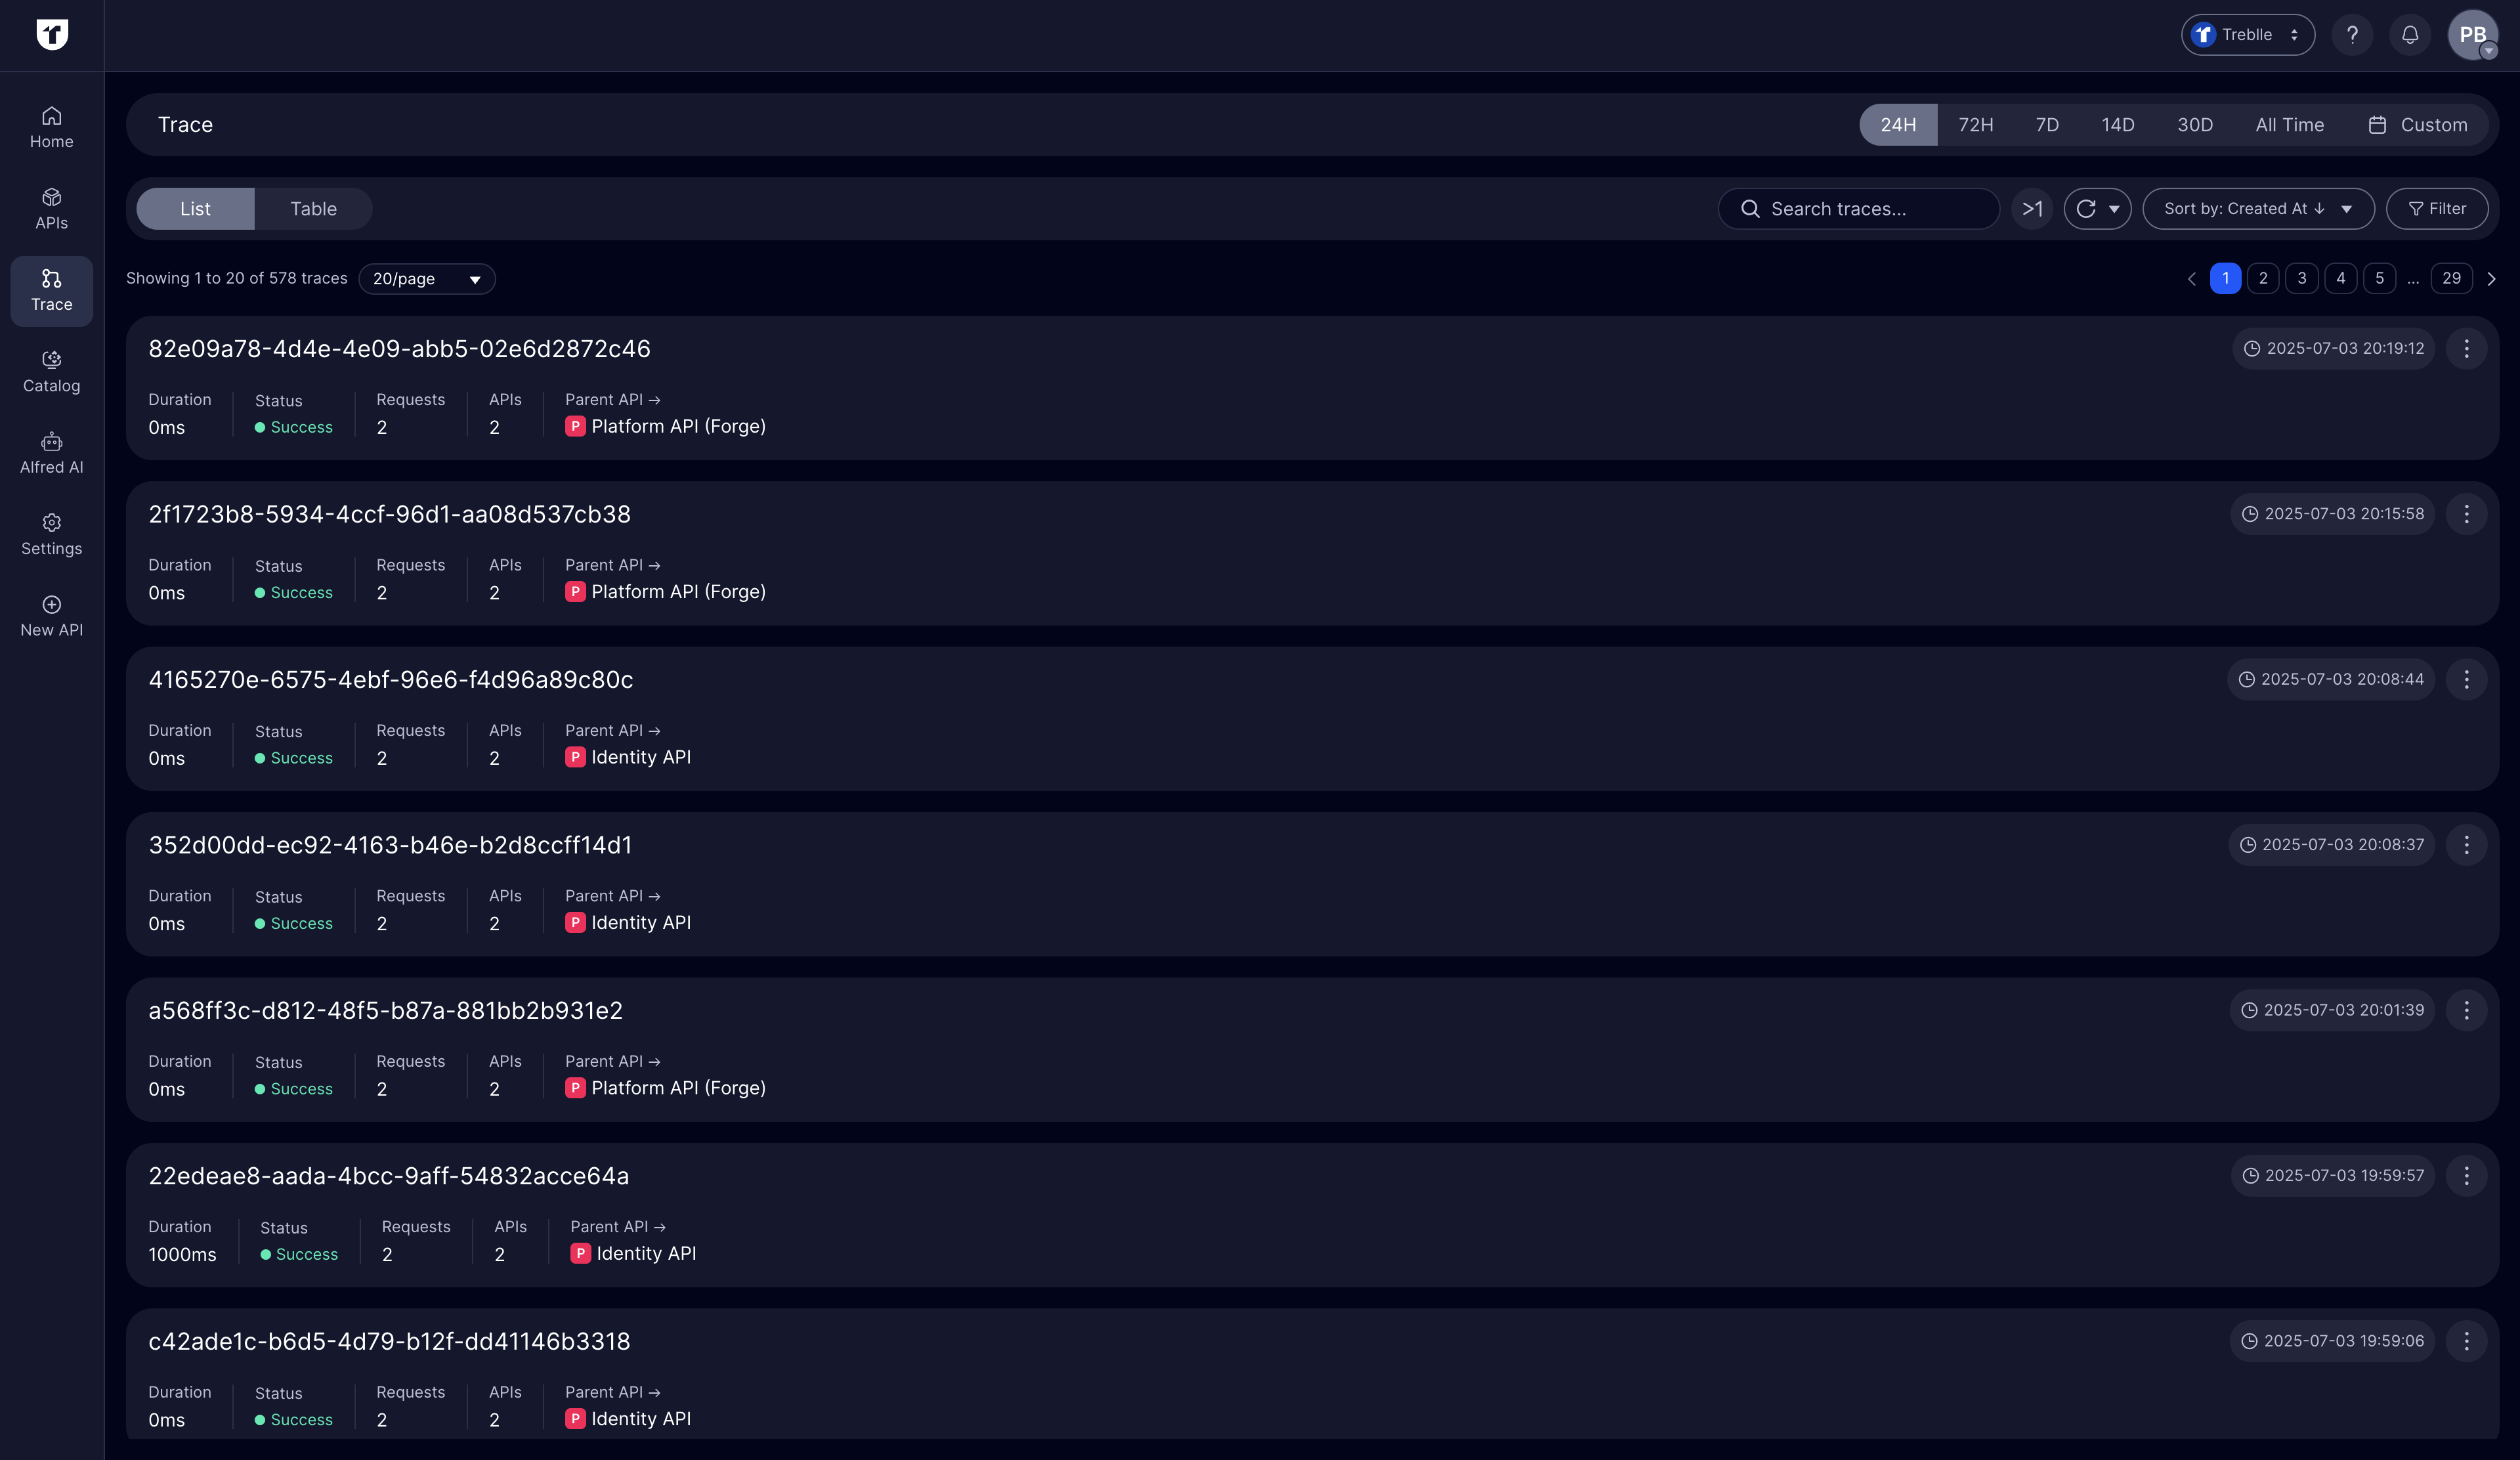 Treblle
?
PB
Home
APIs
Trace
Catalog
Alfred AI
Settings
New API
Trace
24H 72H 7D 14D 30D All Time Custom
List Table
Search traces... >1 Sort by: Created At ↓ Filter
Showing 1 to 20 of 578 traces 20/page
1 2 3 4 5 ... 29
82e09a78-4d4e-4e09-abb5-02e6d2872c46 2025-07-03 20:19:12
Duration Status Requests APIs Parent API →
0ms Success 2 2 P Platform API (Forge)
2f1723b8-5934-4ccf-96d1-aa08d537cb38 2025-07-03 20:15:58
Duration Status Requests APIs Parent API →
0ms Success 2 2 P Platform API (Forge)
4165270e-6575-4ebf-96e6-f4d96a89c80c 2025-07-03 20:08:44
Duration Status Requests APIs Parent API →
0ms Success 2 2 P Identity API
352d00dd-ec92-4163-b46e-b2d8ccff14d1 2025-07-03 20:08:37
Duration Status Requests APIs Parent API →
0ms Success 2 2 P Identity API
a568ff3c-d812-48f5-b87a-881bb2b931e2 2025-07-03 20:01:39
Duration Status Requests APIs Parent API →
0ms Success 2 2 P Platform API (Forge)
22edeae8-aada-4bcc-9aff-54832acce64a 2025-07-03 19:59:57
Duration Status Requests APIs Parent API →
1000ms Success 2 2 P Identity API
c42ade1c-b6d5-4d79-b12f-dd41146b3318 2025-07-03 19:59:06
Duration Status Requests APIs Parent API →
0ms Success 2 2 P Identity API